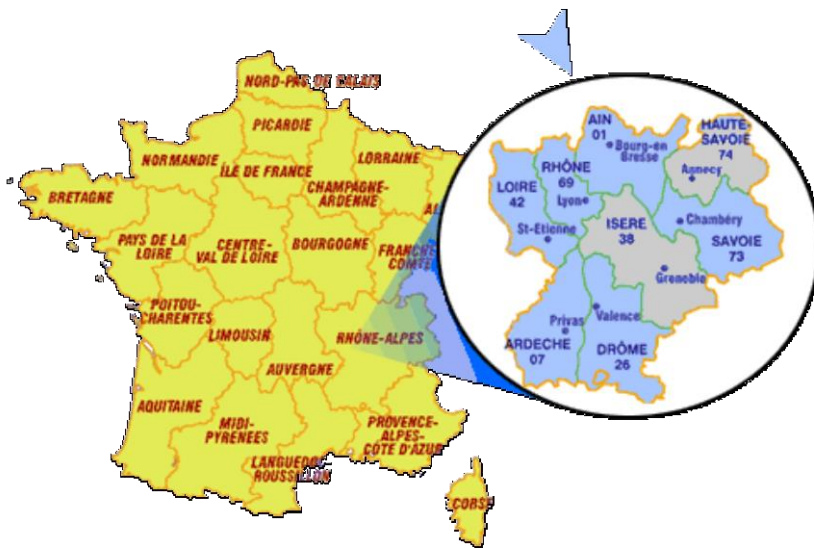 NORD-PAS DE CALAIS
PICARDIE
NORMANDIE
ÎLE DE FRANCE
LORRAINE
CHAMPAGNE-
ARDENNE
BRETAGNE
AL
PAYS DE LA
LOIRE
CENTRE-
VAL DE LOIRE
BOURGOGNE
FRANCHE
COMTE
POITOU-
CHARENTES
LIMOUSIN
RHÔNE-ALPES
AUVERGNE
AQUITAINE
MIDI-
PYRENEES
LANGUEDOC
ROUSSILLON
PROVENCE-
ALPES-
COTE D'AZUR
CORSE
AIN
01
Bourg-en
Bresse
HAUTE-
SAVOIE
74
Annecy
RHÔNE
69
Lyon
LOIRE
42
St-Etienne
ISERE
38
Chambéry
SAVOIE
73
Grenoble
Privas
Valence
ARDECHE
07
DRÔME
26